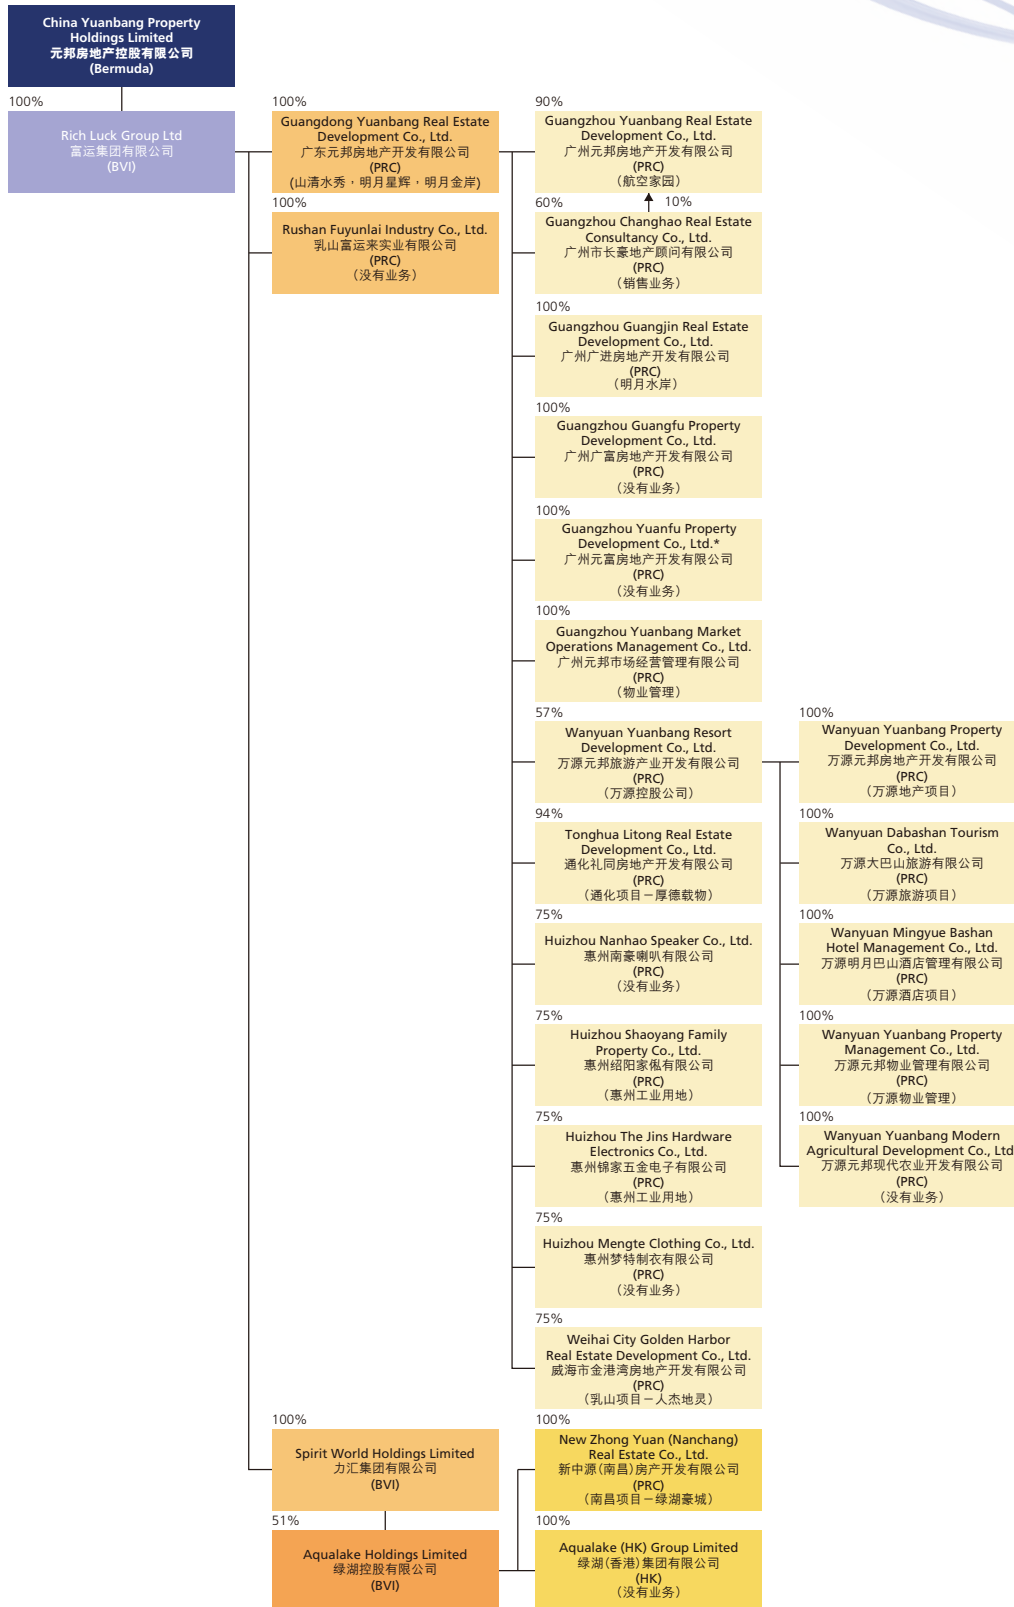 China Yuanbang Property
Holdings Limited
元邦房地产控股有限公司
(Bermuda)
100%
Rich Luck Group Ltd
富运集团有限公司
(BVI)
100%
Guangdong Yuanbang Real Estate
Development Co., Ltd.
广东元邦房地产开发有限公司
(PRC)
(山清水秀，明月星辉，明月金岸)
100%
Rushan Fuyunlai Industry Co., Ltd.
乳山富运来实业有限公司
(PRC)
（没有业务）
90%
Guangzhou Yuanbang Real Estate
Development Co., Ltd.
广州元邦房地产开发有限公司
(PRC)
（航空家园）
60%
10%
Guangzhou Changhao Real Estate
Consultancy Co., Ltd.
广州市长豪地产顾问有限公司
(PRC)
（销售业务）
100%
Guangzhou Guangjin Real Estate
Development Co., Ltd.
广州广进房地产开发有限公司
(PRC)
（明月水岸）
100%
Guangzhou Guangfu Property
Development Co., Ltd.
广州广富房地产开发有限公司
(PRC)
（没有业务）
100%
Guangzhou Yuanfu Property
Development Co., Ltd.*
广州元富房地产开发有限公司
(PRC)
（没有业务）
100%
Guangzhou Yuanbang Market
Operations Management Co., Ltd.
广州元邦市场经营管理有限公司
(PRC)
（物业管理）
57%
Wanyuan Yuanbang Resort
Development Co., Ltd.
万源元邦旅游产业开发有限公司
(PRC)
（万源控股公司）
94%
Tonghua Litong Real Estate
Development Co., Ltd.
通化礼同房地产开发有限公司
(PRC)
（通化项目－厚德载物）
75%
Huizhou Nanhao Speaker Co., Ltd.
惠州南豪喇叭有限公司
(PRC)
（没有业务）
75%
Huizhou Shaoyang Family
Property Co., Ltd.
惠州绍阳家俬有限公司
(PRC)
（惠州工业用地）
75%
Huizhou The Jins Hardware
Electronics Co., Ltd.
惠州锦家五金电子有限公司
(PRC)
（惠州工业用地）
75%
Huizhou Mengte Clothing Co., Ltd.
惠州梦特制衣有限公司
(PRC)
（没有业务）
75%
Weihai City Golden Harbor
Real Estate Development Co., Ltd.
威海市金港湾房地产开发有限公司
(PRC)
（乳山项目－人杰地灵）
100%
Wanyuan Yuanbang Property
Development Co., Ltd.
万源元邦房地产开发有限公司
(PRC)
（万源地产项目）
100%
Wanyuan Dabashan Tourism
Co., Ltd.
万源大巴山旅游有限公司
(PRC)
（万源旅游项目）
100%
Wanyuan Mingyue Bashan
Hotel Management Co., Ltd.
万源明月巴山酒店管理有限公司
(PRC)
（万源酒店项目）
100%
Wanyuan Yuanbang Property
Management Co., Ltd.
万源元邦物业管理有限公司
(PRC)
（万源物业管理）
100%
Wanyuan Yuanbang Modern
Agricultural Development Co., Ltd
万源元邦现代农业开发有限公司
(PRC)
（没有业务）
100%
Spirit World Holdings Limited
力汇集团有限公司
(BVI)
51%
Aqualake Holdings Limited
绿湖控股有限公司
(BVI)
100%
New Zhong Yuan (Nanchang)
Real Estate Co., Ltd.
新中源(南昌)房产开发有限公司
(PRC)
（南昌项目－绿湖豪城）
100%
Aqualake (HK) Group Limited
绿湖(香港)集团有限公司
(HK)
（没有业务）